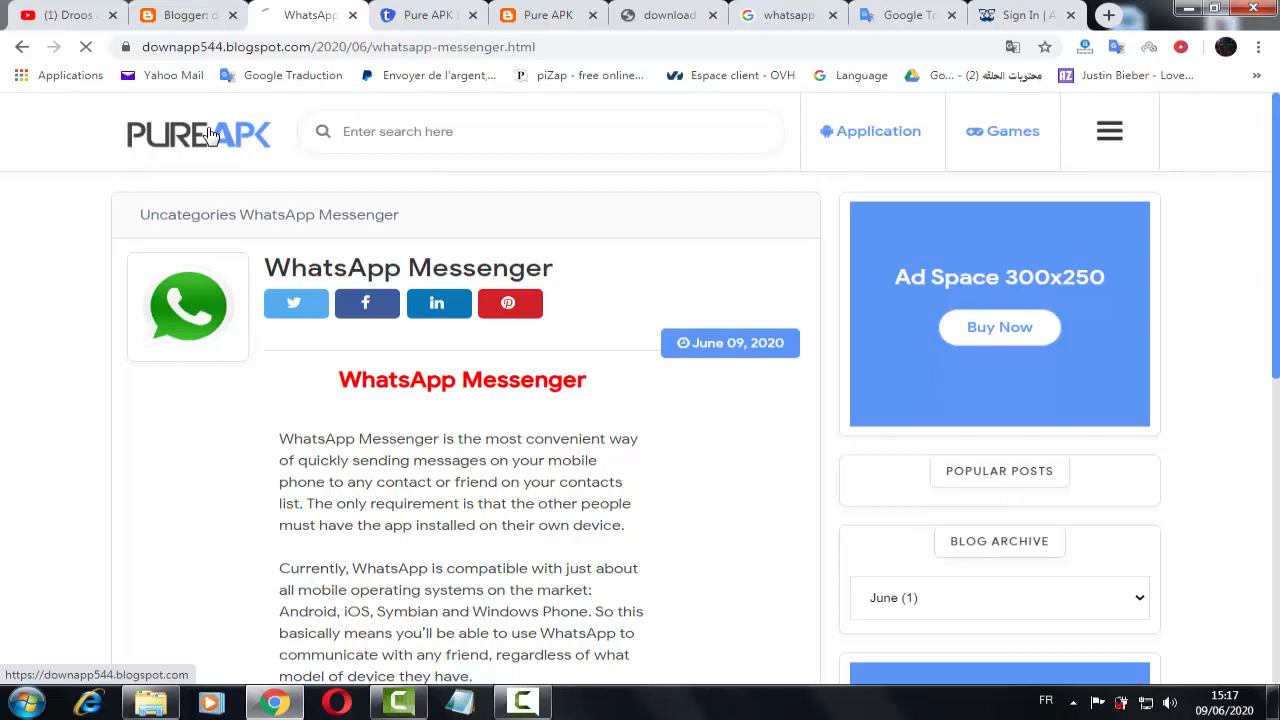 (1) Droos
Blogger: d
WhatsApp
Pure APK
PureAPK
download
whatsapp
Google Tr
Sign In | A
downapp544.blogspot.com/2020/06/whatsapp-messenger.html
Applications
Yahoo Mail
Google Traduction
Envoyer de l'argent,...
piZap - free online...
Espace client - OVH
Language
Go... (2) محتويات الحلقه
Justin Bieber - Love...
»
PUREAPK
Enter search here
Application
Games
Uncategories WhatsApp Messenger
WhatsApp Messenger
June 09, 2020
WhatsApp Messenger
WhatsApp Messenger is the most convenient way
of quickly sending messages on your mobile
phone to any contact or friend on your contacts
list. The only requirement is that the other people
must have the app installed on their own device.
Currently, WhatsApp is compatible with just about
all mobile operating systems on the market:
Android, iOS, Symbian and Windows Phone. So this
basically means you'll be able to use WhatsApp to
communicate with any friend, regardless of what
model of device they have.
Ad Space 300x250
Buy Now
POPULAR POSTS
BLOG ARCHIVE
June (1)
https://downapp544.blogspot.com
FR
15:17
09/06/2020